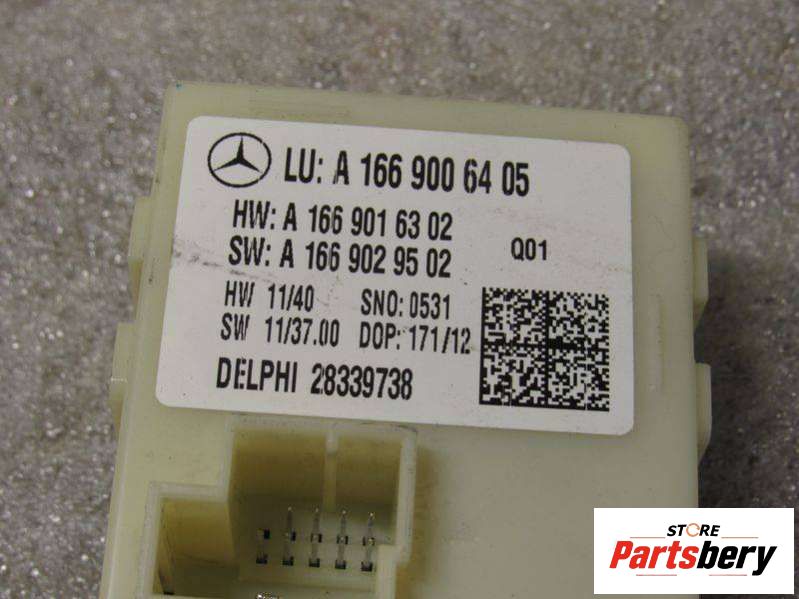 LU: A 166 900 64 05
HW: A 166 901 63 02
SW: A 166 902 95 02
Q01
HW 11/40 SNO: 0531
SW 11/37.00 DOP: 171/12
DELPHI 28339738
STORE
Partsbery